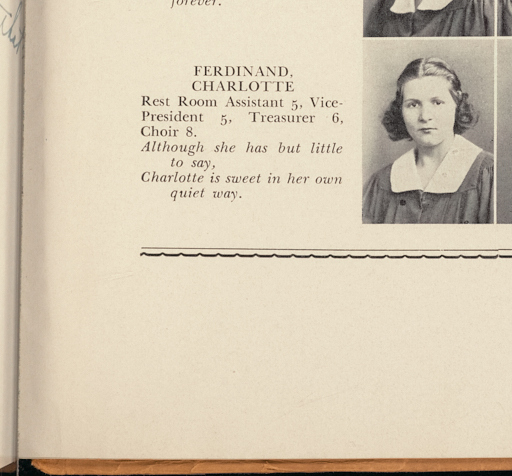 forever.
FERDINAND,
CHARLOTTE
Rest Room Assistant 5, Vice-
President 5, Treasurer 6,
Choir 8.
Although she has but little
to say,
Charlotte is sweet in her own
quiet way.